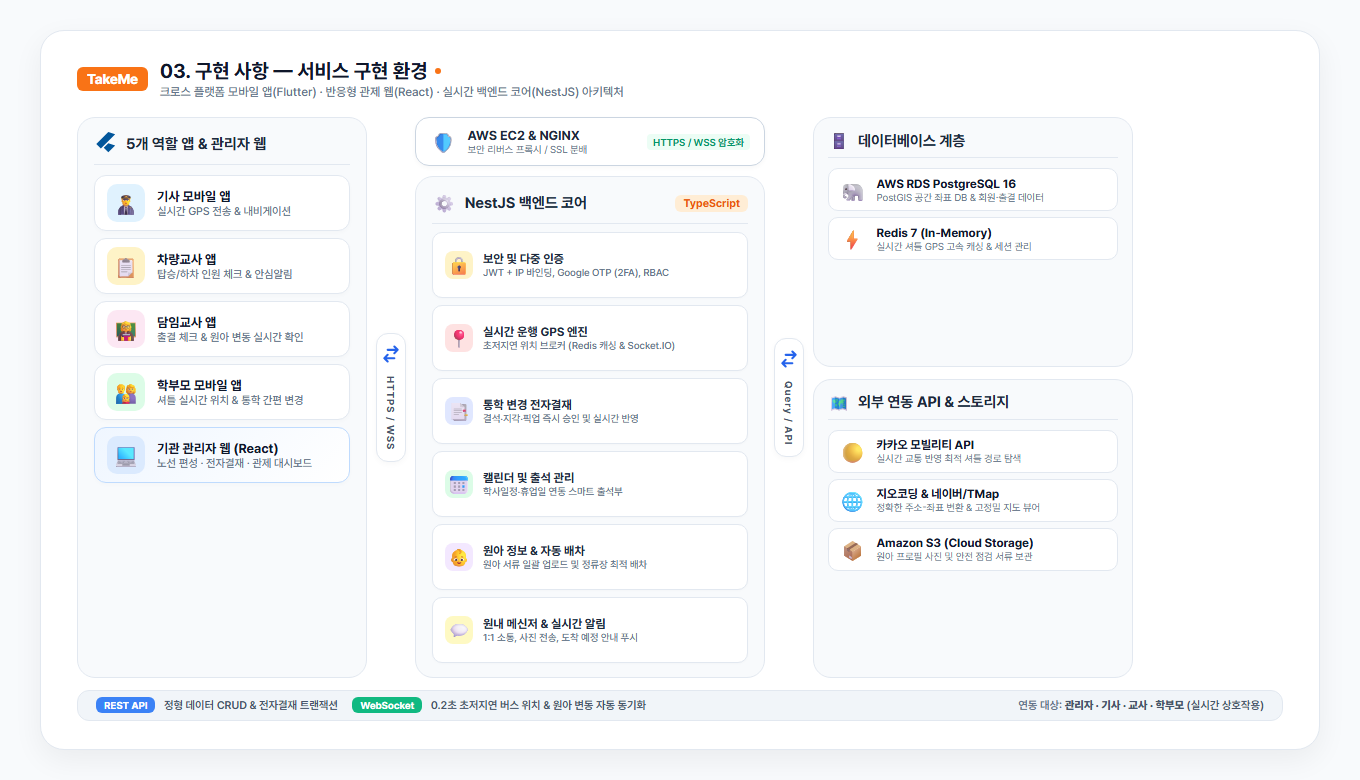 TakeMe
03. 구현 사항 — 서비스 구현 환경
크로스 플랫폼 모바일 앱(Flutter) · 반응형 관제 웹(React) · 실시간 백엔드 코어(NestJS) 아키텍처
5개 역할 앱 & 관리자 웹
기사 모바일 앱
실시간 GPS 전송 & 내비게이션
차량교사 앱
탑승/하차 인원 체크 & 안심알림
담임교사 앱
출결 체크 & 원아 변동 실시간 확인
학부모 모바일 앱
셔틀 실시간 위치 & 통학 간편 변경
기관 관리자 웹 (React)
노선 편성 · 전자결재 · 관제 대시보드
HTTPS / WSS
AWS EC2 & NGINX
보안 리버스 프록시 / SSL 분배
HTTPS / WSS 암호화
NestJS 백엔드 코어
TypeScript
보안 및 다중 인증
JWT + IP 바인딩, Google OTP (2FA), RBAC
실시간 운행 GPS 엔진
초저지연 위치 브로커 (Redis 캐싱 & Socket.IO)
통학 변경 전자결재
결석·지각·픽업 즉시 승인 및 실시간 반영
캘린더 및 출석 관리
학사일정·휴업일 연동 스마트 출석부
원아 정보 & 자동 배차
원아 서류 일괄 업로드 및 정류장 최적 배차
원내 메신저 & 실시간 알림
1:1 소통, 사진 전송, 도착 예정 안내 푸시
Query / API
데이터베이스 계층
AWS RDS PostgreSQL 16
PostGIS 공간 좌표 DB & 회원·출결 데이터
Redis 7 (In-Memory)
실시간 셔틀 GPS 고속 캐싱 & 세션 관리
외부 연동 API & 스토리지
카카오 모빌리티 API
실시간 교통 반영 최적 셔틀 경로 탐색
지오코딩 & 네이버/TMap
정확한 주소-좌표 변환 & 고정밀 지도 뷰어
Amazon S3 (Cloud Storage)
원아 프로필 사진 및 안전 점검 서류 보관
REST API 정형 데이터 CRUD & 전자결재 트랜잭션 WebSocket 0.2초 초저지연 버스 위치 & 원아 변동 자동 동기화 연동 대상: 관리자 · 기사 · 교사 · 학부모 (실시간 상호작용)